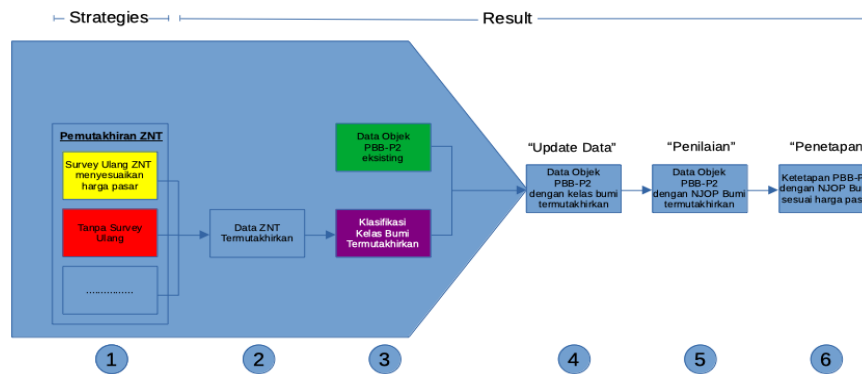 Strategies
Result
Pemutakhiran ZNT
Survey Ulang ZNT
menyesuaikan
harga pasar
Tanpa Survey
Ulang
................
Data ZNT
Termutakhirkan
Data Objek
PBB-P2
eksisting
Klasifikasi
Kelas Bumi
Termutakhirkan
“Update Data”
Data Objek
PBB-P2
dengan kelas bumi
termutakhirkan
“Penilaian”
Data Objek
PBB-P2
dengan NJOP Bumi
termutakhirkan
“Penetapan
Ketetapan PBB-P
dengan NJOP Bu
sesuai harga pas
1
2
3
4
5
6